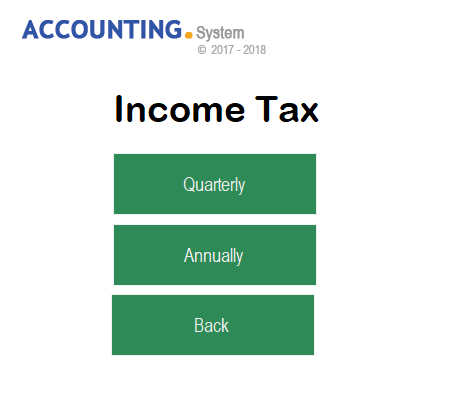 ACCOUNTING. System
© 2017 - 2018
Income Tax
Quarterly
Annually
Back